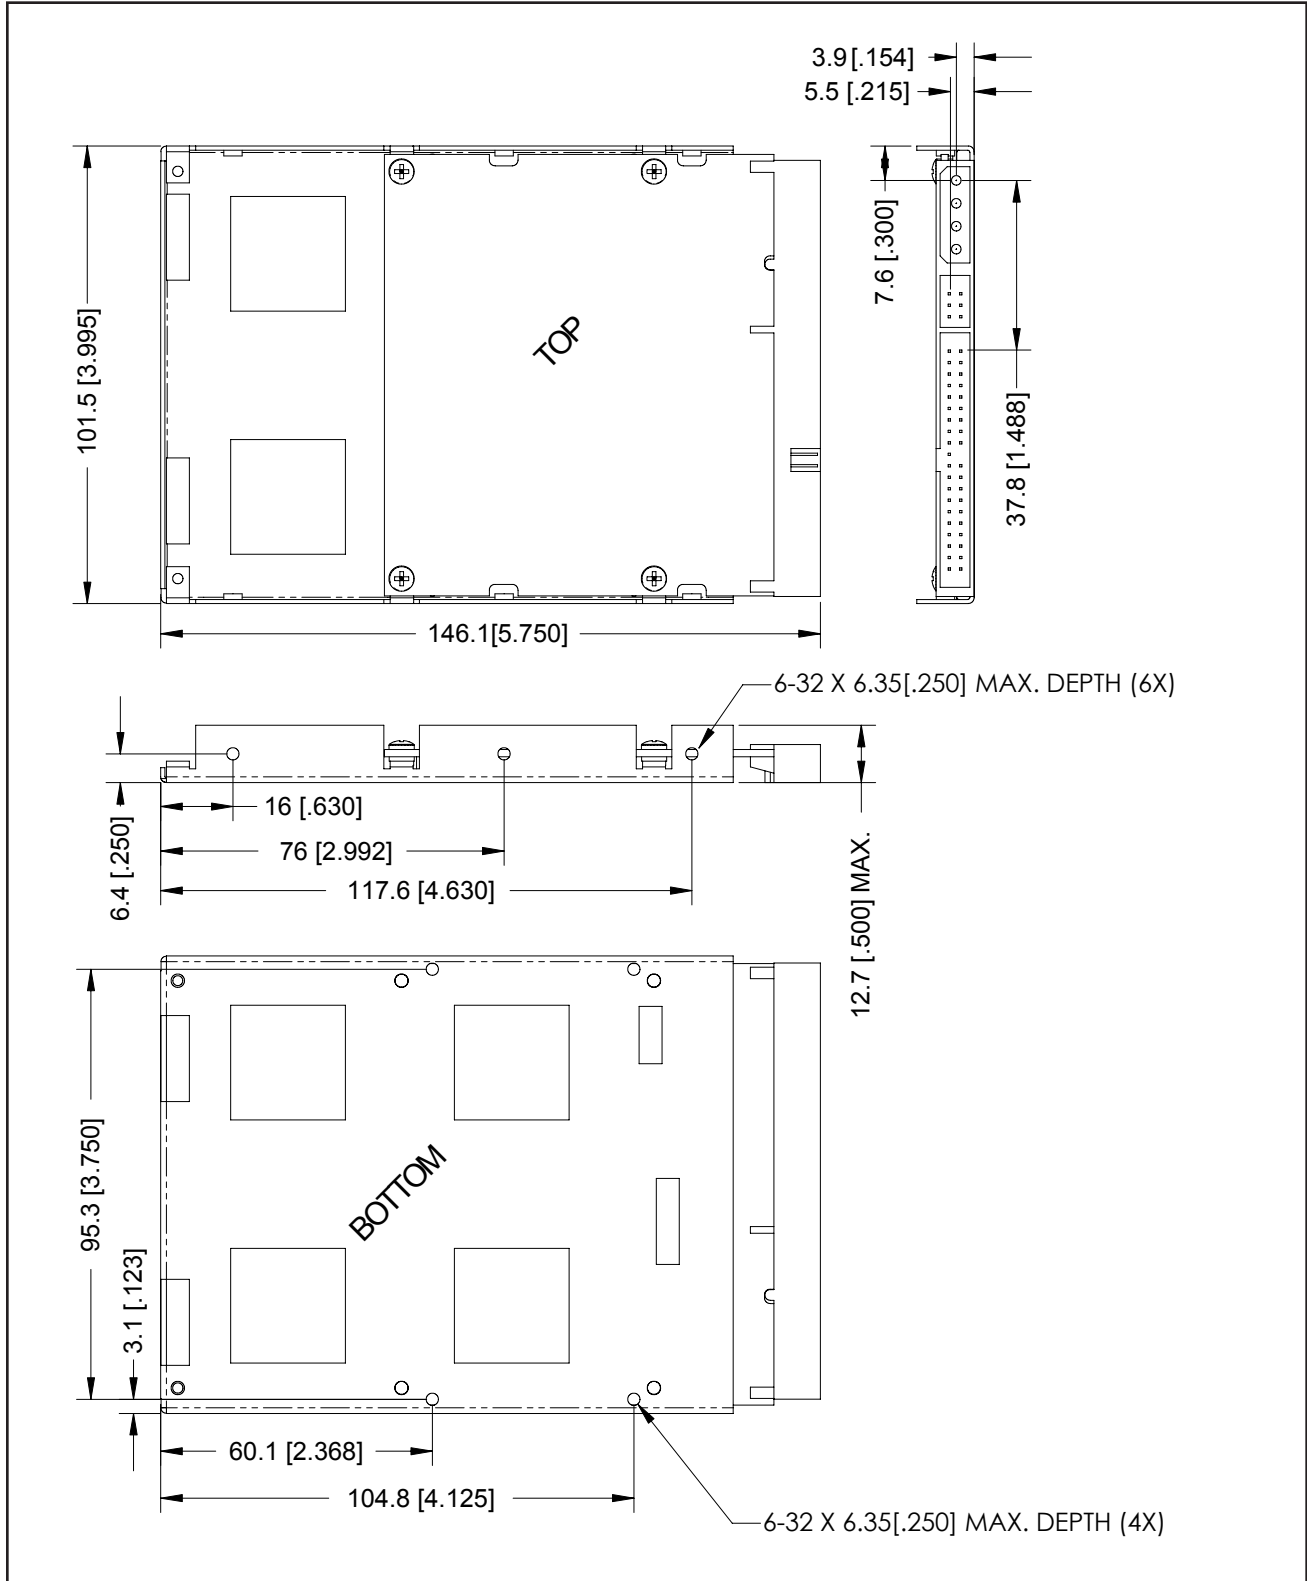 3.9[.154]
5.5 [.215]
7.6 [.300]
101.5 [3.995]
TOP
37.8 [1.488]
146.1[5.750]
6-32 X 6.35[.250] MAX. DEPTH (6X)
16 [.630]
6.4 [.250]
76 [2.992]
117.6 [4.630]
12.7 [.500] MAX.
95.3 [3.750]
BOTTOM
3.1 [.123]
60.1 [2.368]
104.8 [4.125]
6-32 X 6.35[.250] MAX. DEPTH (4X)